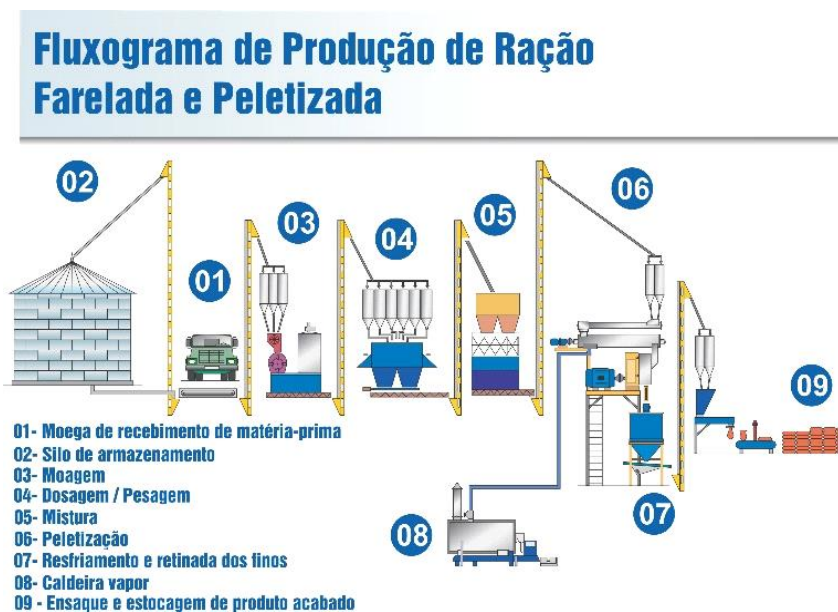 Fluxograma de Produção de Ração
Farelada e Peletizada
02
01
03
04
05
06
09
07
08
01- Moega de recebimento de matéria-prima
02- Silo de armazenamento
03- Moagem
04- Dosagem / Pesagem
05- Mistura
06- Peletização
07- Resfriamento e retinada dos finos
08- Caldeira vapor
09 - Ensaque e estocagem de produto acabado